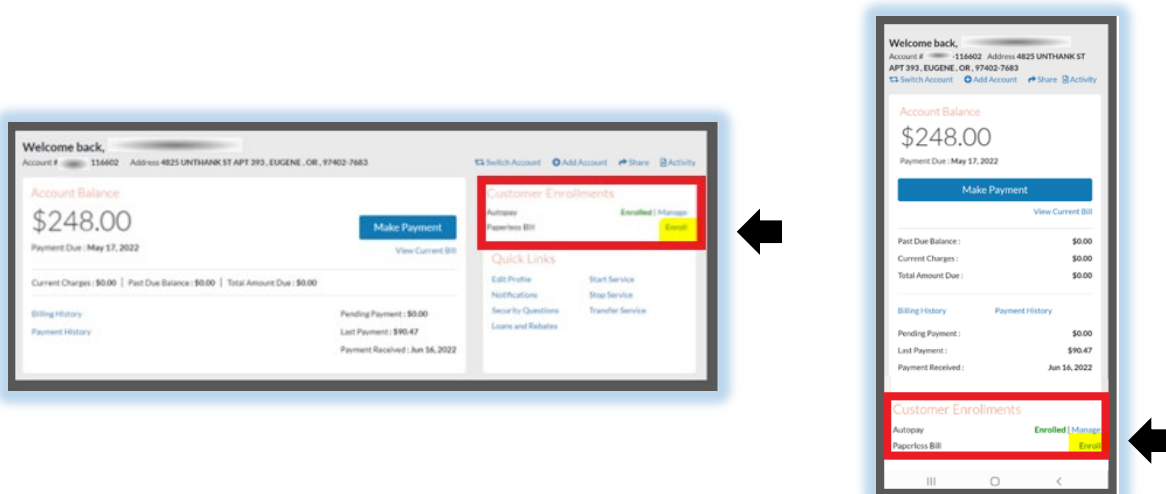 Welcome back,
Account # 116602 Address 4825 UNTHANK ST APT 393 , EUGENE , OR , 97402-7683
Switch Account Add Account Share Activity
Account Balance
$248.00
Payment Due : May 17, 2022
Make Payment
View Current Bill
Current Charges : $0.00 | Past Due Balance : $0.00 | Total Amount Due : $0.00
Billing History
Payment History
Pending Payment : $0.00
Last Payment : $90.47
Payment Received : Jun 16, 2022
Customer Enrollments
Autopay Enrolled | Manage
Paperless Bill Enroll
Quick Links
Edit Profile Start Service
Notifications Stop Service
Security Questions Transfer Service
Loans and Rebates
Welcome back,
Account # -116602 Address 4825 UNTHANK ST
APT 393 , EUGENE , OR , 97402-7683
Switch Account Add Account Share Activity
Account Balance
$248.00
Payment Due : May 17, 2022
Make Payment
View Current Bill
Past Due Balance : $0.00
Current Charges : $0.00
Total Amount Due : $0.00
Billing History Payment History
Pending Payment : $0.00
Last Payment : $90.47
Payment Received : Jun 16, 2022
Customer Enrollments
Autopay Enrolled | Manage
Paperless Bill Enroll